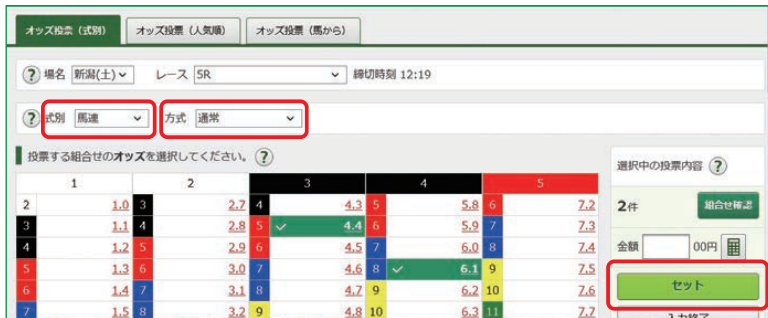 オッズ投票（式別） オッズ投票（人気順） オッズ投票（馬から）
? 場名 新潟(土) レース 5R 締切時刻 12:19
? 式別 馬連 方式 通常
投票する組合せのオッズを選択してください。 ?
選択中の投票内容 ?
1 2 3 4 5
2 1.0 3 2.7 4 4.3 5 5.8 6 7.2
2件 組合せ確認
3 1.1 4 2.8 5 ✓ 4.4 6 5.9 7 7.3
4 1.2 5 2.9 6 4.5 7 6.0 8 7.4
金額 00円
5 1.3 6 3.0 7 4.6 8 ✓ 6.1 9 7.5
セット
6 1.4 7 3.1 8 4.7 9 6.2 10 7.6
7 1.5 8 3.2 9 4.8 10 6.3 11 7.7
入力終了